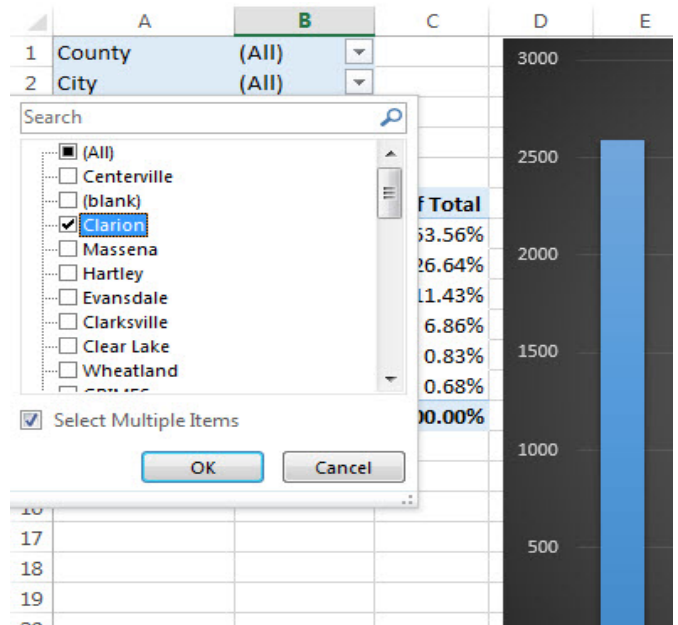 A B C D E
1 County (All)
2 City (All)
Search
(All)
Centerville
(blank)
Clarion
Massena
Hartley
Evansdale
Clarksville
Clear Lake
Wheatland
Select Multiple Items
OK Cancel
f Total
53.56%
26.64%
11.43%
6.86%
0.83%
0.68%
00.00%
17
18
19
3000
2500
2000
1500
1000
500